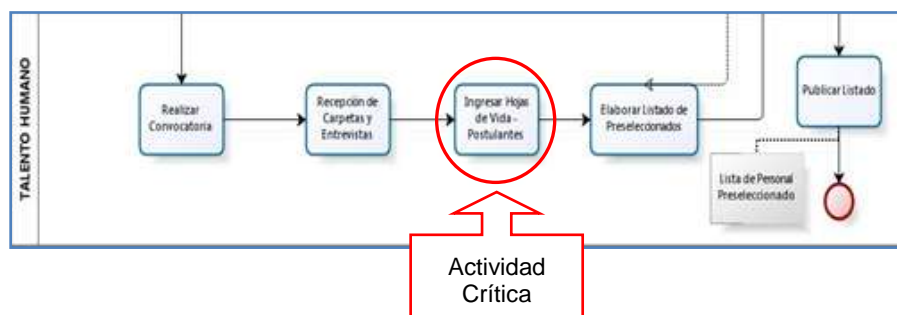 TALENTO HUMANO
Realizar
Convocatoria
Recepción de
Carpetas y
Entrevistas
Ingresar Hojas
de Vida -
Postulantes
Elaborar Listado de
Preseleccionados
Publicar Listado
Lista de Personal
Preseleccionado
Actividad
Crítica